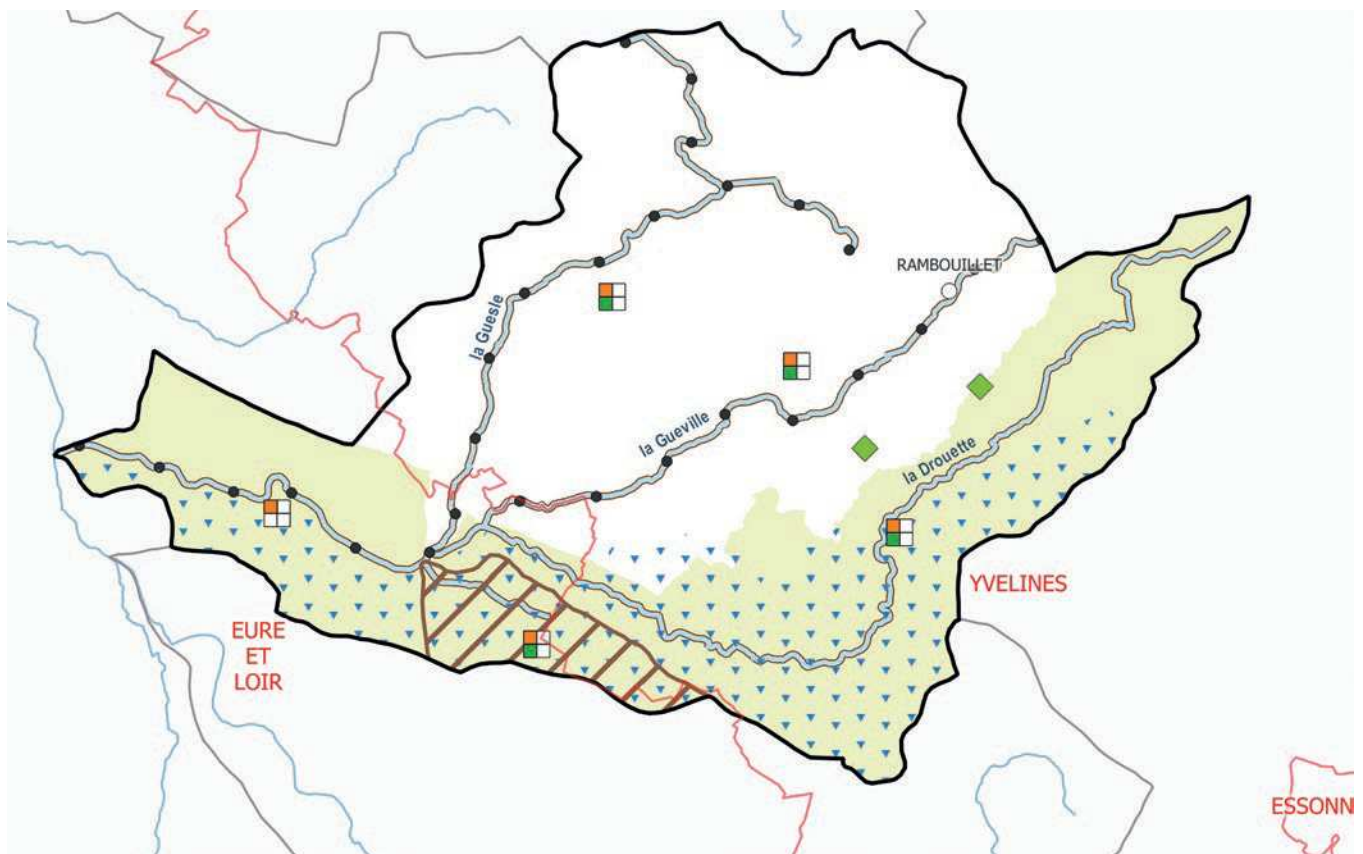 RAMBOUILLET
la Guesle
la Gueville
la Drouette
YVELINES
EURE
ET
LOIR
ESSONN